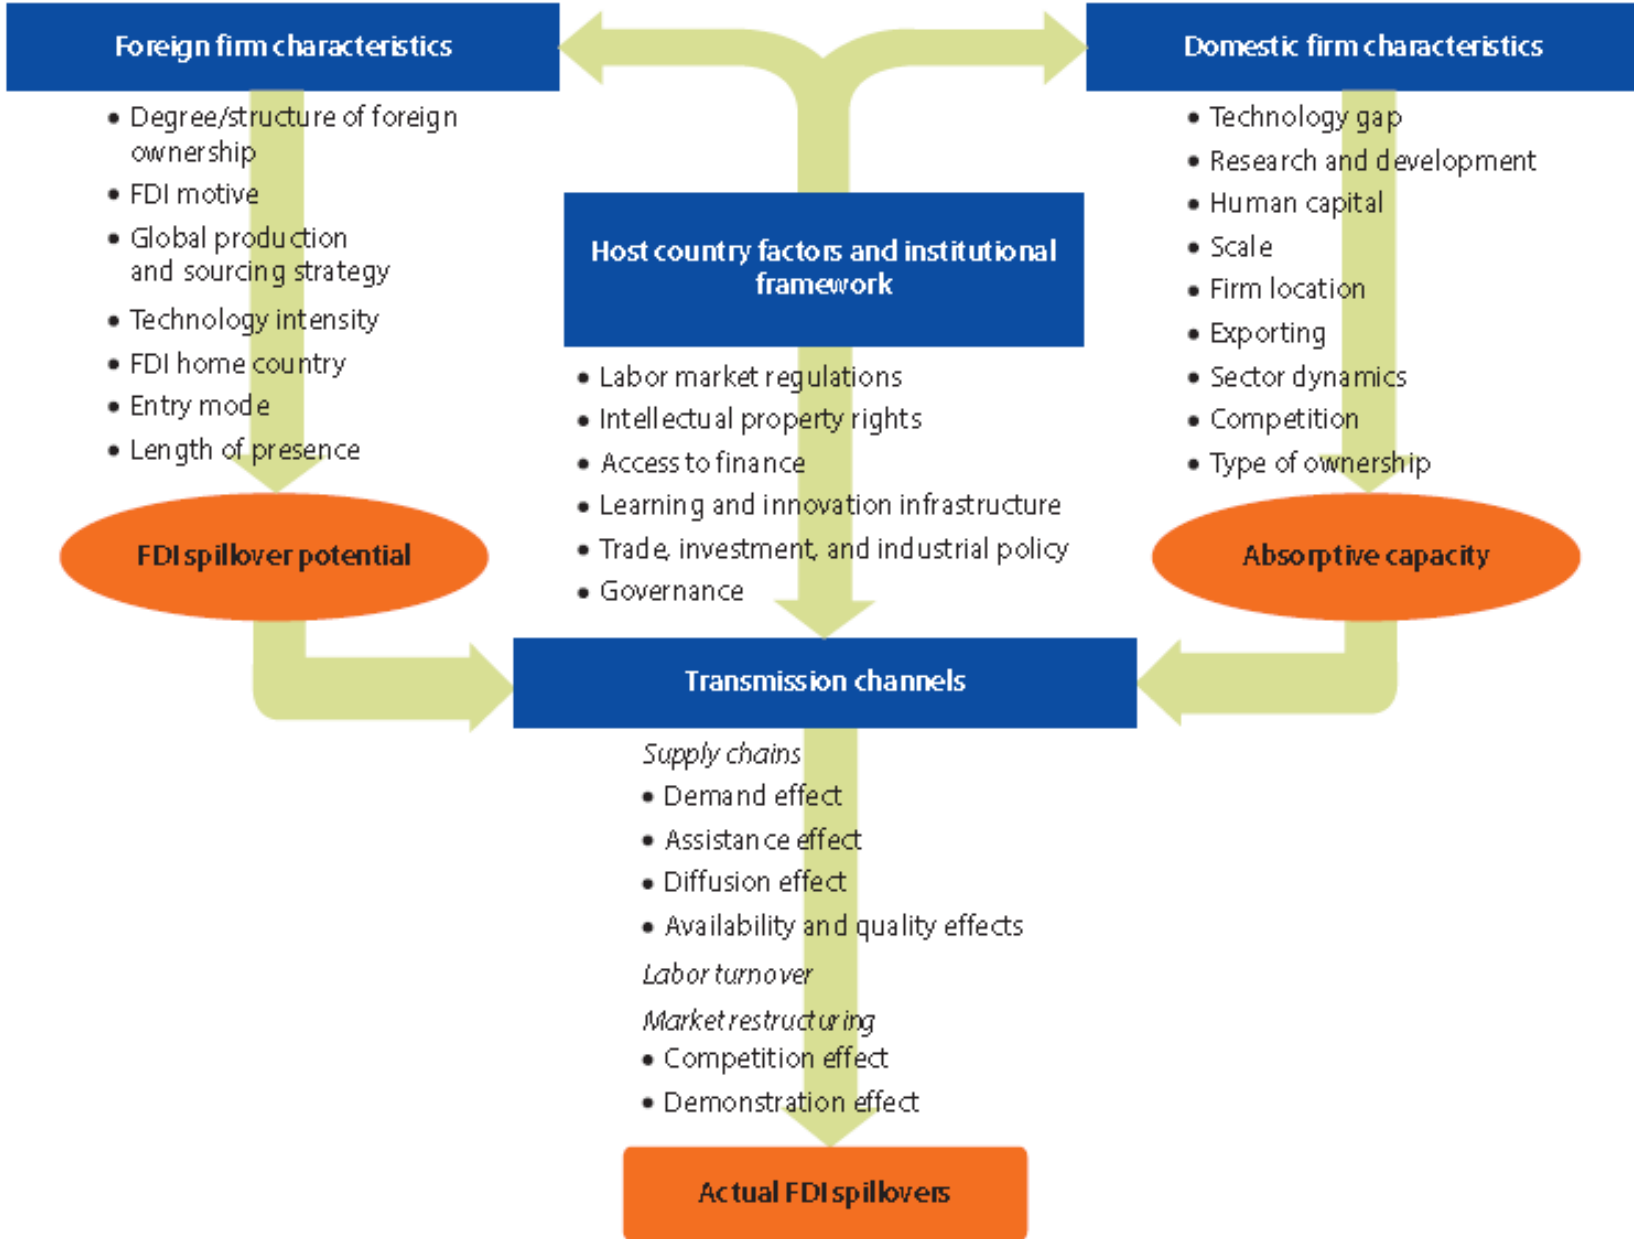 Foreign firm characteristics
• Degree/structure of foreign
ownership
• FDI motive
• Global production
and sourcing strategy
• Technology intensity
• FDI home country
• Entry mode
• Length of presence
FDI spillover potential
Host country factors and institutional
framework
• Labor market regulations
• Intellectual property rights
• Access to finance
• Learning and innovation infrastructure
• Trade, investment, and industrial policy
• Governance
Domestic firm characteristics
• Technology gap
• Research and development
• Human capital
• Scale
• Firm location
• Exporting
• Sector dynamics
• Competition
• Type of ownership
Absorptive capacity
Transmission channels
Supply chains
• Demand effect
• Assistance effect
• Diffusion effect
• Availability and quality effects
Labor turnover
Market restructuring
• Competition effect
• Demonstration effect
Actual FDI spillovers